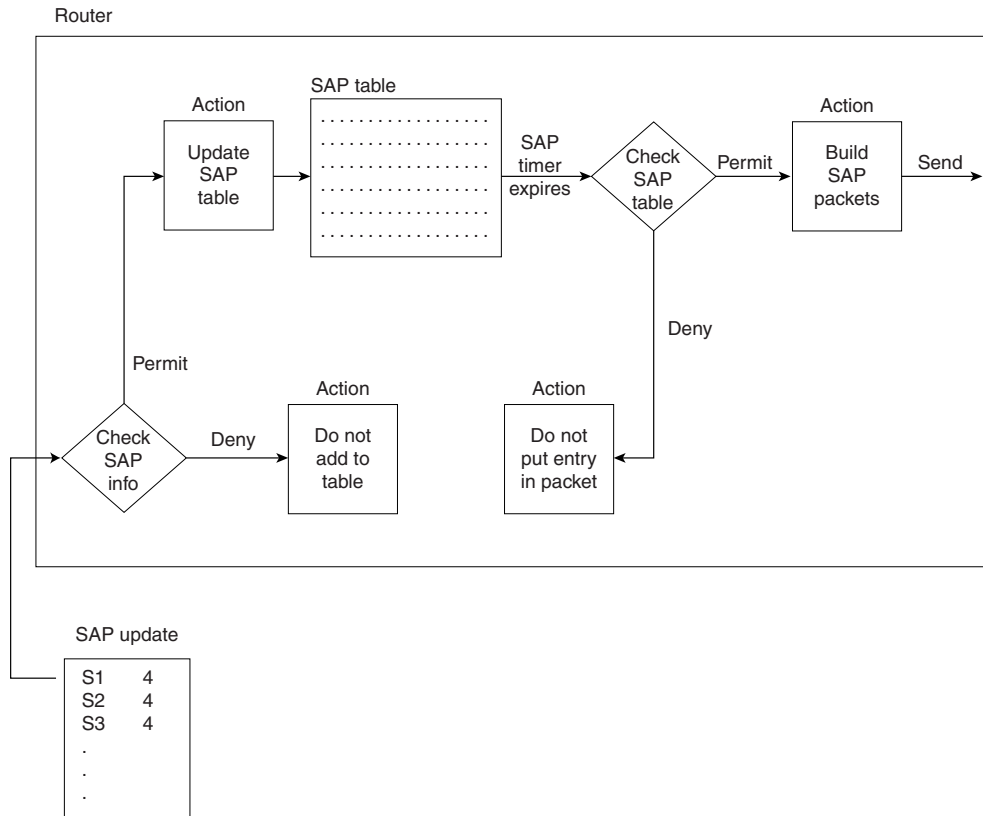 Router
SAP table
Action
Update
SAP
table
. . . . . . . . . . . . . . . . . .
. . . . . . . . . . . . . . . . . .
. . . . . . . . . . . . . . . . . .
. . . . . . . . . . . . . . . . . .
. . . . . . . . . . . . . . . . . .
. . . . . . . . . . . . . . . . . .
SAP
timer
expires
Check
SAP
table
Permit
Action
Build
SAP
packets
Send
Deny
Permit
Check
SAP
info
Deny
Action
Do not
add to
table
Action
Do not
put entry
in packet
SAP update
S1 4
S2 4
S3 4
.
.
.